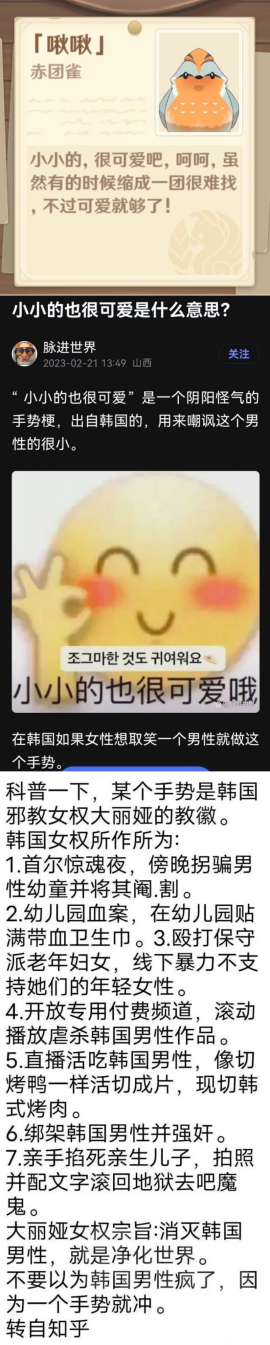 「啾啾」
赤团雀
小小的，很可爱吧，呵呵，虽
然有的时候缩成一团很难找
，不过可爱就够了！
小小的也很可爱是什么意思？
脉进世界
2023-02-21 13:49 山西
关注
“小小的也很可爱”是一个阴阳怪气的
手势梗，出自韩国的，用来嘲讽这个男
性的很小。
조그마한 것도 귀여워요🤏
小小的也很可爱哦
在韩国如果女性想取笑一个男性就做这
个手势。
科普一下，某个手势是韩国
邪教女权大丽娅的教徽。
韩国女权所作所为:
1.首尔惊魂夜，傍晚拐骗男
性幼童并将其阉.割。
2.幼儿园血案，在幼儿园贴
满带血卫生巾。3.殴打保守
派老年妇女，线下暴力不支
持她们的年轻女性。
4.开放专用付费频道，滚动
播放虐杀韩国男性作品。
5.直播活吃韩国男性，像切
烤鸭一样活切成片，现切韩
式烤肉。
6.绑架韩国男性并强奸。
7.亲手掐死亲生儿子，拍照
并配文字滚回地狱去吧魔
鬼。
大丽娅女权宗旨:消灭韩国
男性，就是净化世界。
不要以为韩国男性疯了，因
为一个手势就冲。
转自知乎